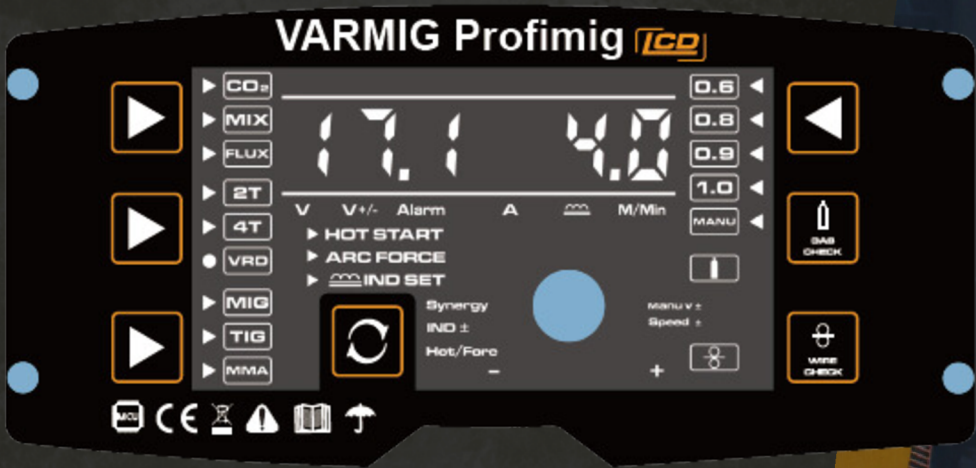 VARMIG Profimig LCD
CO₂
MIX
FLUX
2T
4T
VRD
MIG
TIG
MMA
17.1 4.0
V V+/- Alarm A M/Min
HOT START
ARC FORCE
IND SET
Synergy
IND ±
Hot/Forc
- +
Manu v ±
Speed ±
0.6
0.8
0.9
1.0
MANU
GAS
CHECK
WIRE
CHECK
MCU CE